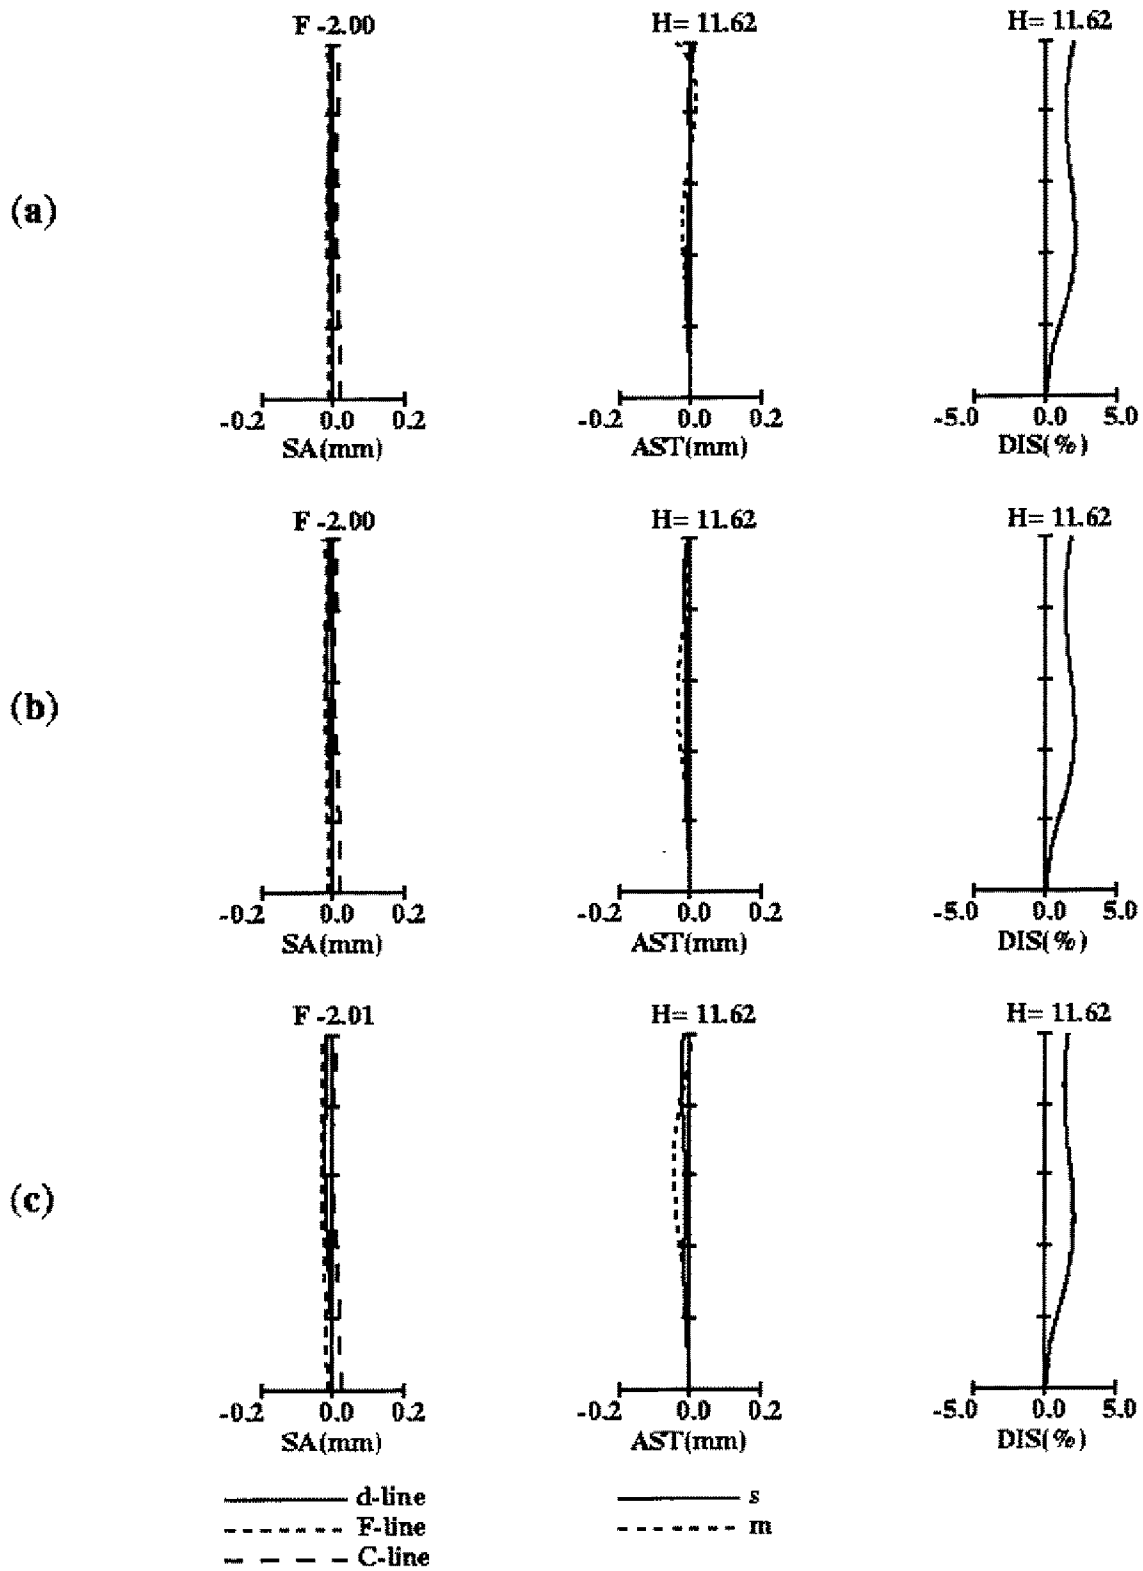 F -2.00 H= 11.62 H= 11.62
(a)
-0.2 0.0 0.2 -0.2 0.0 0.2 -5.0 0.0 5.0
SA(mm) AST(mm) DIS(%)
F -2.00 H= 11.62 H= 11.62
(b)
-0.2 0.0 0.2 -0.2 0.0 0.2 -5.0 0.0 5.0
SA(mm) AST(mm) DIS(%)
F -2.01 H= 11.62 H= 11.62
(c)
-0.2 0.0 0.2 -0.2 0.0 0.2 -5.0 0.0 5.0
SA(mm) AST(mm) DIS(%)
d-line s
F-line m
C-line